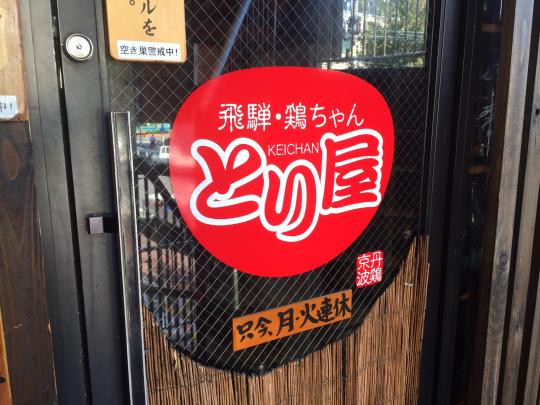 ルを
。
空き巣警戒中!
中!
飛騨・鶏ちゃん
KEICHAN
とり屋
丹鶏
京波
只今、月・火連休